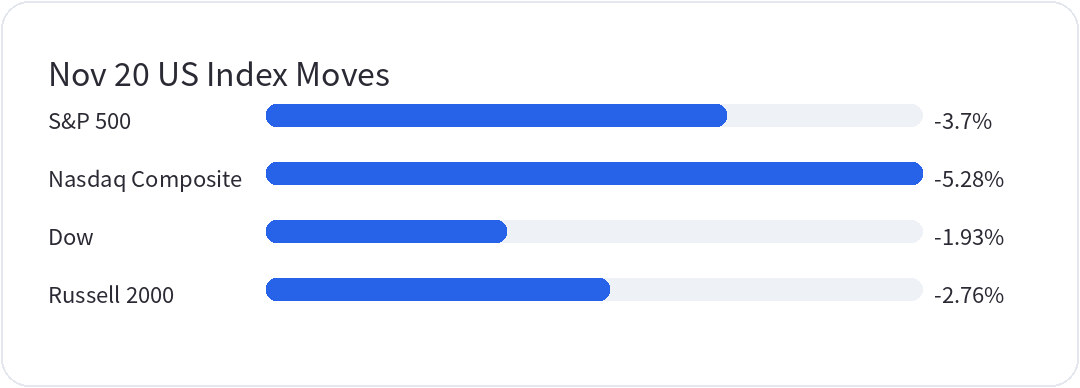 Nov 20 US Index Moves
S&P 500 -3.7%
Nasdaq Composite -5.28%
Dow -1.93%
Russell 2000 -2.76%